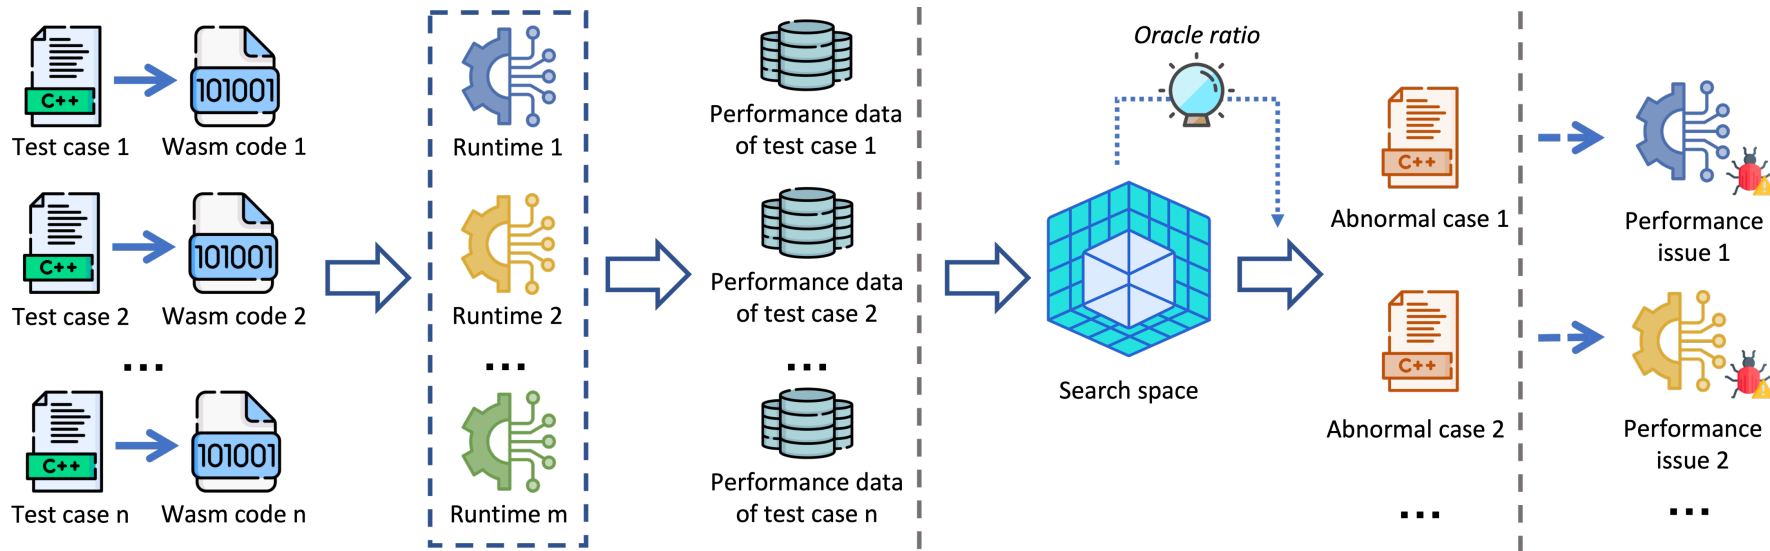 C++
Test case 1
101001
Wasm code 1
C++
Test case 2
101001
Wasm code 2
...
C++
Test case n
101001
Wasm code n
Runtime 1
Runtime 2
...
Runtime m
Performance data
of test case 1
Performance data
of test case 2
...
Performance data
of test case n
Oracle ratio
Search space
C++
Abnormal case 1
C++
Abnormal case 2
...
Performance
issue 1
Performance
issue 2
...